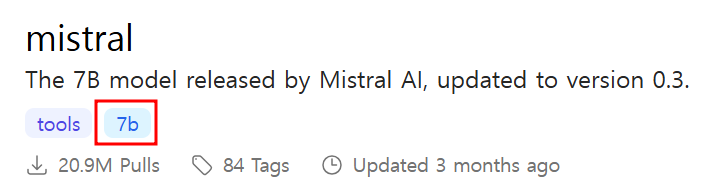 mistral
The 7B model released by Mistral AI, updated to version 0.3.
tools 7b
20.9M Pulls 84 Tags Updated 3 months ago